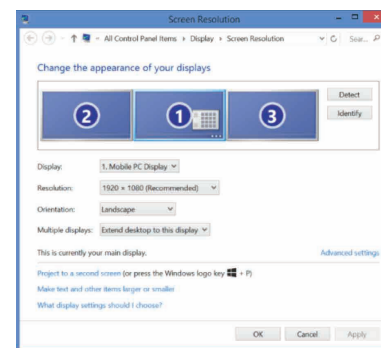 Screen Resolution
All Control Panel Items Display Screen Resolution
Sear...
Change the appearance of your displays
Detect
Identify
2
1
3
Display:
1. Mobile PC Display
Resolution:
1920 × 1080 (Recommended)
Orientation:
Landscape
Multiple displays:
Extend desktop to this display
This is currently your main display.
Advanced settings
Project to a second screen (or press the Windows logo key + P)
Make text and other items larger or smaller
What display settings should I choose?
OK
Cancel
Apply